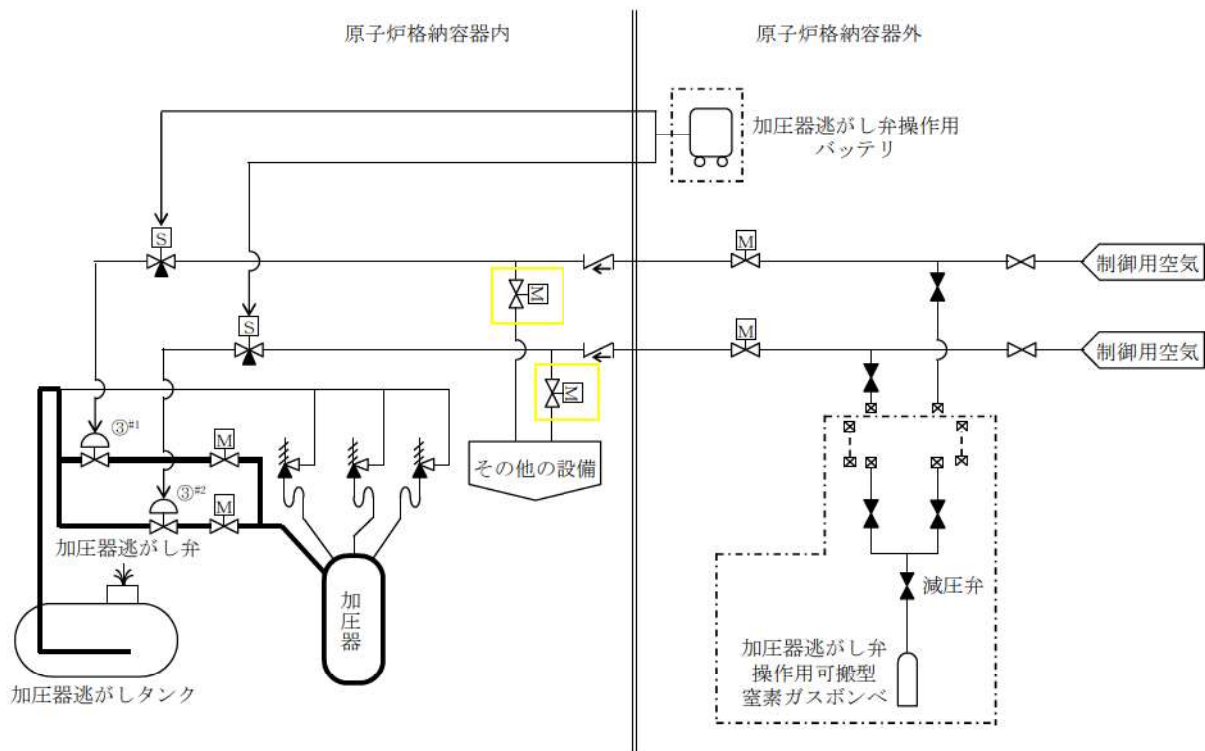 原子炉格納容器内
原子炉格納容器外
加圧器逃がし弁操作用
バッテリ
S
M
制御用空気
M
S
M
制御用空気
M
③#1
M
その他の設備
③#2
M
加圧器逃がし弁
減圧弁
加圧器
加圧器逃がし弁
操作用可搬型
窒素ガスボンベ
加圧器逃がしタンク